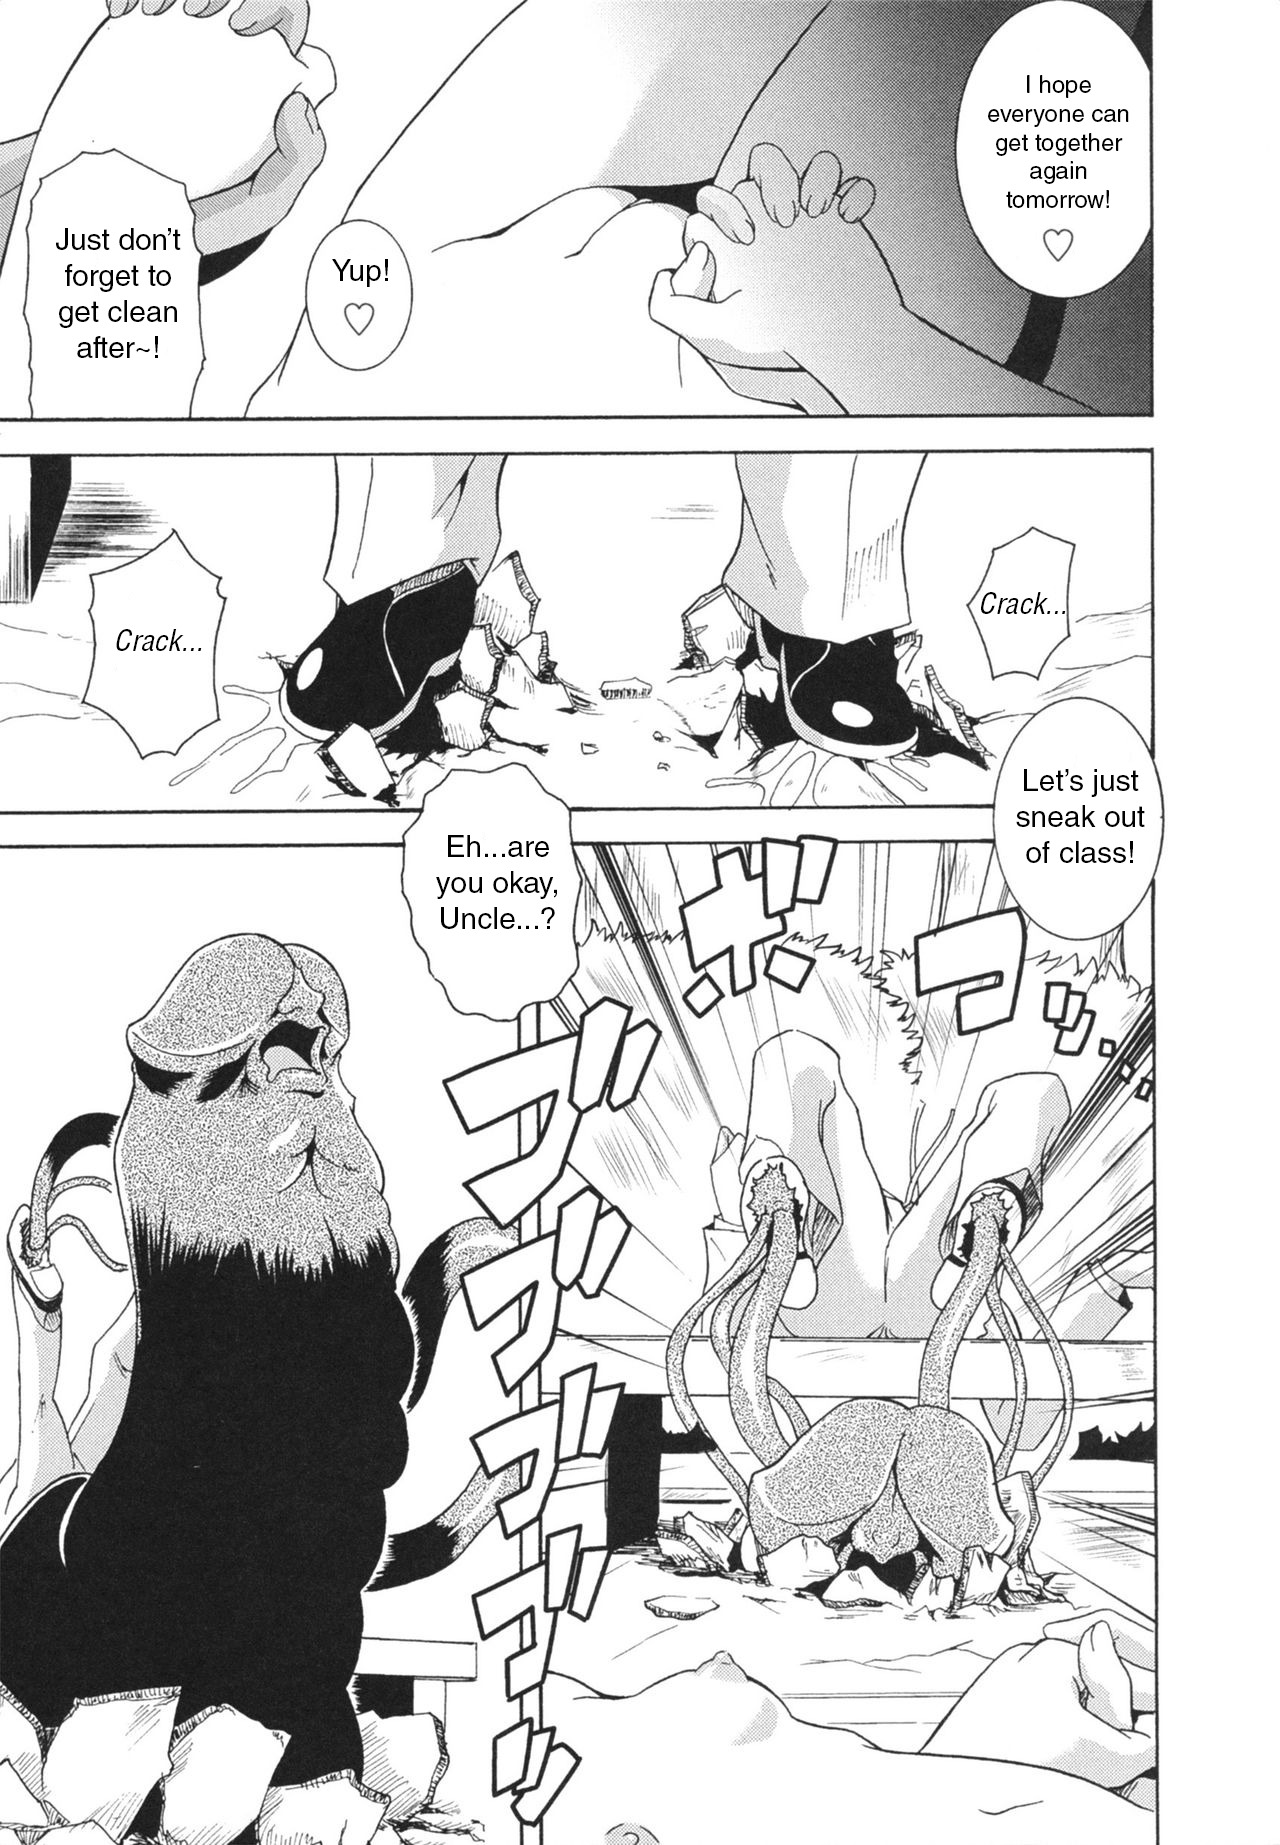 I hope
everyone can
get together
again
tomorrow!
♡
Yup!
♡
Just don't
forget to
get clean
after~!
Crack...
Crack...
Let's just
sneak out
of class!
Eh...are
you okay,
Uncle...?